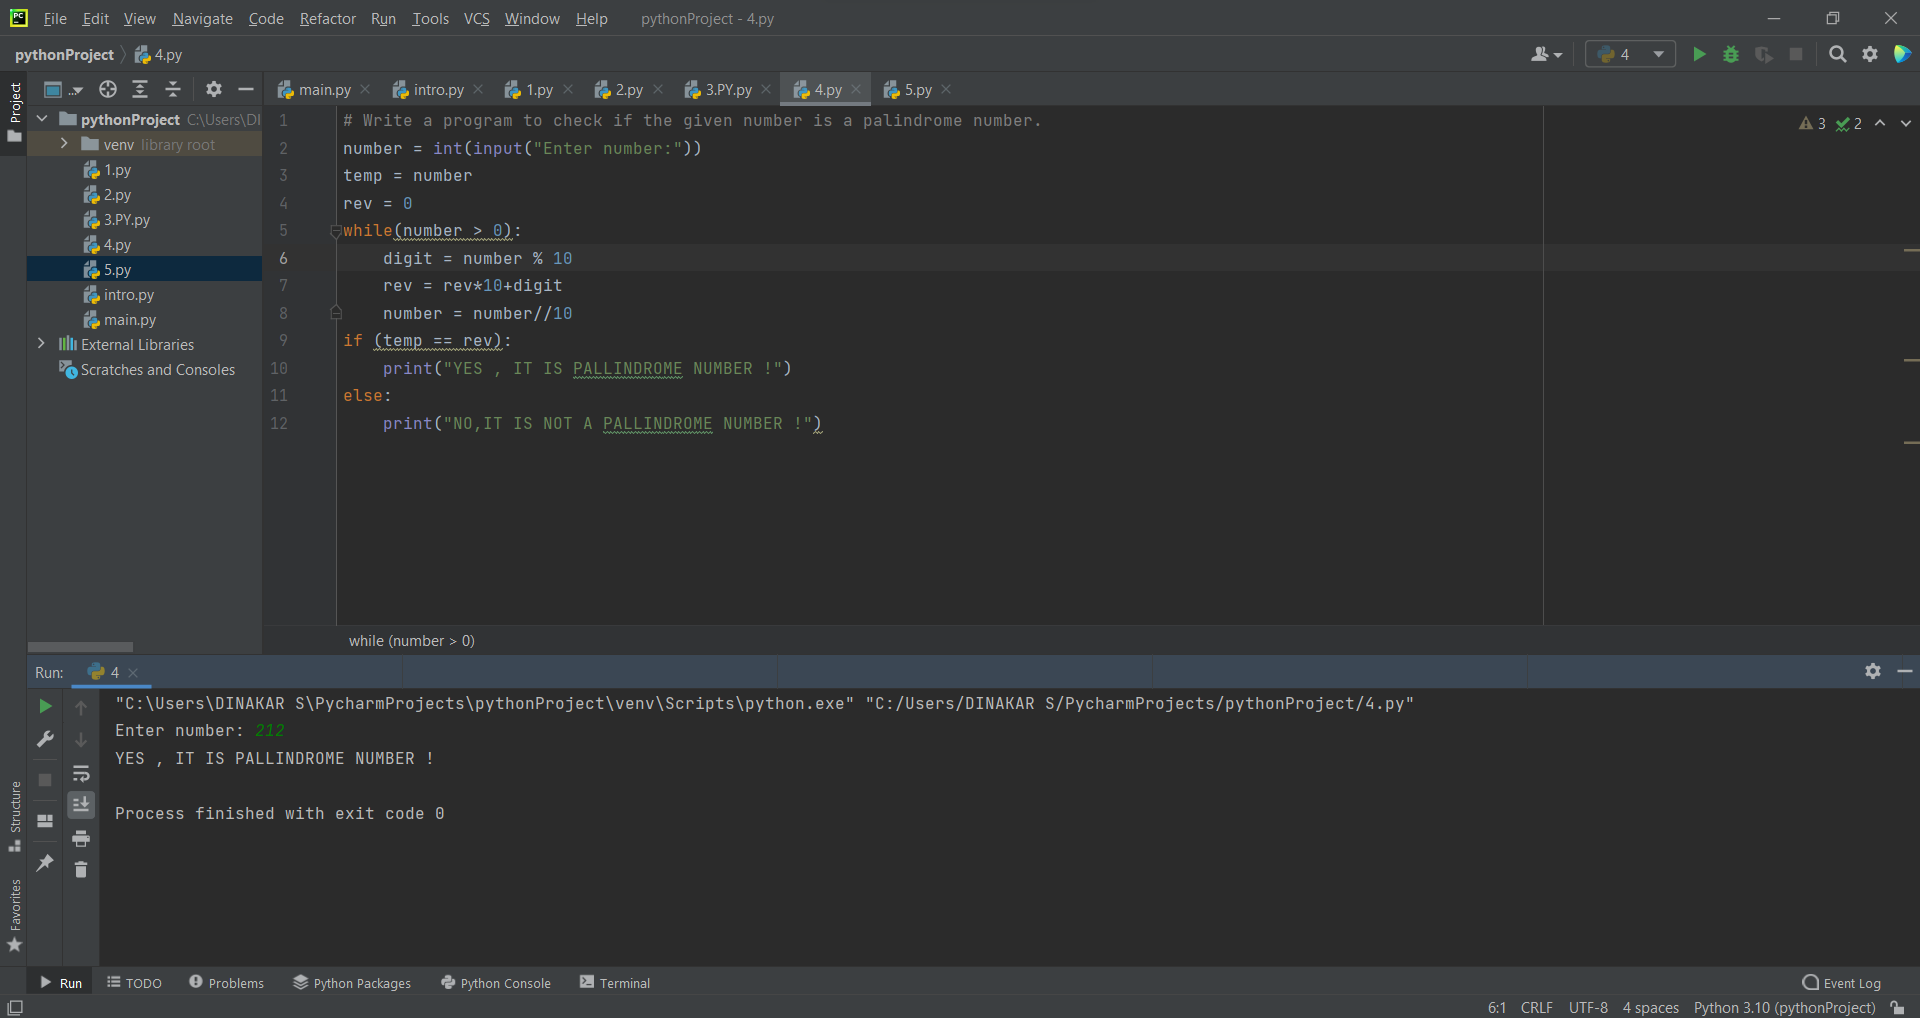 File Edit View Navigate Code Refactor Run Tools VCS Window Help pythonProject - 4.py
pythonProject 4.py 4
Project
main.py intro.py 1.py 2.py 3.PY.py 4.py 5.py
pythonProject C:\Users\DI
venv library root
1.py
2.py
3.PY.py
4.py
5.py
intro.py
main.py
External Libraries
Scratches and Consoles
3 2
1 # Write a program to check if the given number is a palindrome number.
2 number = int(input("Enter number:"))
3 temp = number
4 rev = 0
5 while(number > 0):
6 digit = number % 10
7 rev = rev*10+digit
8 number = number//10
9 if (temp == rev):
10 print("YES , IT IS PALLINDROME NUMBER !")
11 else:
12 print("NO,IT IS NOT A PALLINDROME NUMBER !")
while (number > 0)
Run: 4
"C:\Users\DINAKAR S\PycharmProjects\pythonProject\venv\Scripts\python.exe" "C:/Users/DINAKAR S/PycharmProjects/pythonProject/4.py"
Enter number: 212
YES , IT IS PALLINDROME NUMBER !
Process finished with exit code 0
Structure
Favorites
Run TODO Problems Python Packages Python Console Terminal Event Log
6:1 CRLF UTF-8 4 spaces Python 3.10 (pythonProject)